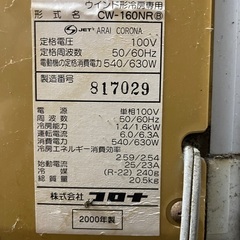 ウインド形冷房専用
形式名 CW-160NR®
JET ARAI CORONA
定格電圧 100V
定格周波数 50/60Hz
電動機の定格消費電力 540/630W
製造番号
817029
電源 単相100V
周波数 50/60Hz
冷房能力 1.4/1.6kW
運転電流 6.0/6.3A
消費電力 540/630W
冷房エネルギー消費効率
2.59/2.54
始動電流 25/23A
冷媒 (R-22) 240g
質量 20.5kg
株式会社コロナ
2000年製